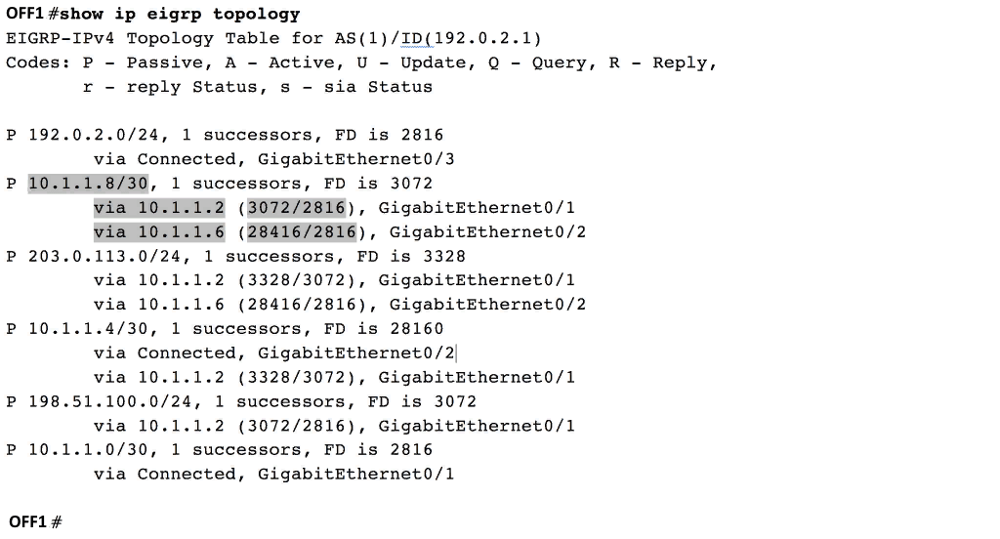 OFF1 #show ip eigrp topology
EIGRP-IPv4 Topology Table for AS(1)/ID(192.0.2.1)
Codes: P - Passive, A - Active, U - Update, Q - Query, R - Reply,
r - reply Status, s - sia Status
P 192.0.2.0/24, 1 successors, FD is 2816
via Connected, GigabitEthernet0/3
P 10.1.1.8/30, 1 successors, FD is 3072
via 10.1.1.2 (3072/2816), GigabitEthernet0/1
via 10.1.1.6 (28416/2816), GigabitEthernet0/2
P 203.0.113.0/24, 1 successors, FD is 3328
via 10.1.1.2 (3328/3072), GigabitEthernet0/1
via 10.1.1.6 (28416/2816), GigabitEthernet0/2
P 10.1.1.4/30, 1 successors, FD is 28160
via Connected, GigabitEthernet0/2
via 10.1.1.2 (3328/3072), GigabitEthernet0/1
P 198.51.100.0/24, 1 successors, FD is 3072
via 10.1.1.2 (3072/2816), GigabitEthernet0/1
P 10.1.1.0/30, 1 successors, FD is 2816
via Connected, GigabitEthernet0/1
OFF1 #